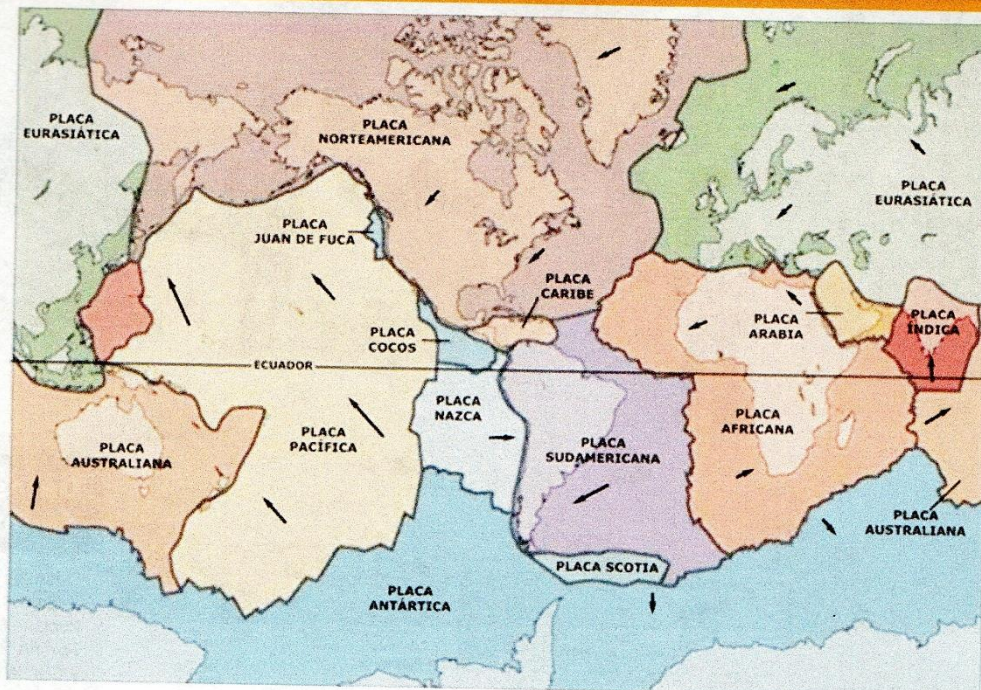 PLACA
EURASIÁTICA
PLACA
NORTEAMERICANA
PLACA
EURASIÁTICA
PLACA
JUAN DE FUCA
PLACA
CARIBE
PLACA
COCOS
PLACA
ARABIA
PLACA
ÍNDICA
ECUADOR
PLACA
AUSTRALIANA
PLACA
PACÍFICA
PLACA
NAZCA
PLACA
SUDAMERICANA
PLACA
AFRICANA
PLACA
AUSTRALIANA
PLACA SCOTIA
PLACA
ANTÁRTICA